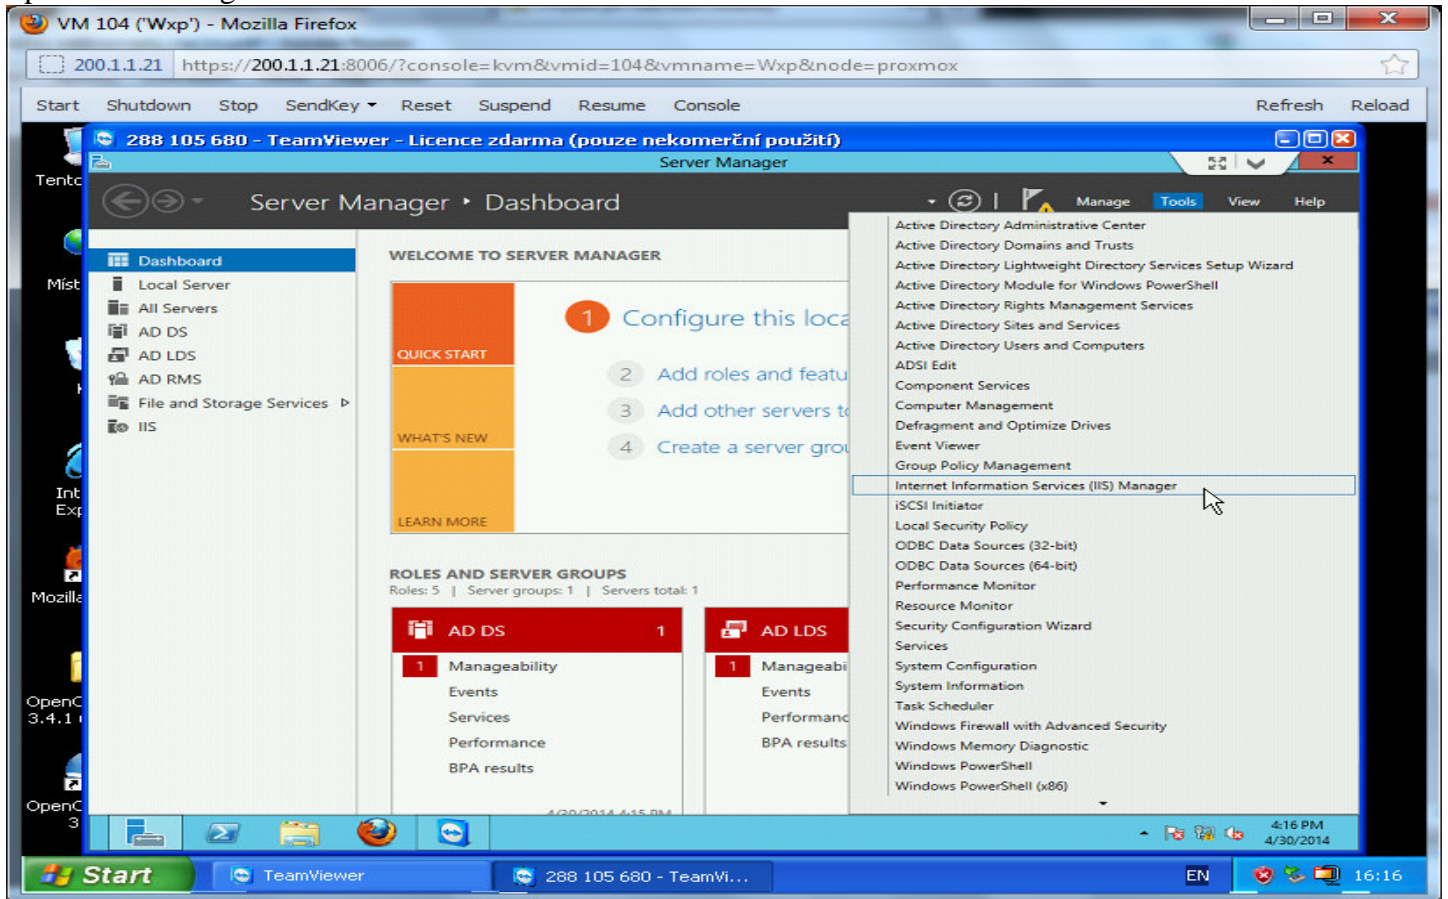 VM 104 ('Wxp') - Mozilla Firefox
200.1.1.21 https://200.1.1.21:8006/?console=kvm&vmid=104&vmname=Wxp&node=proxmox
Start Shutdown Stop SendKey Reset Suspend Resume Console Refresh Reload
288 105 680 - TeamViewer - Licence zdarma (pouze nekomerční použití)
Server Manager
Server Manager Dashboard
Manage Tools View Help
Dashboard
Local Server
All Servers
AD DS
AD LDS
AD RMS
File and Storage Services
IIS
WELCOME TO SERVER MANAGER
QUICK START
WHAT'S NEW
LEARN MORE
1 Configure this loca
2 Add roles and featu
3 Add other servers to
4 Create a server grou
ROLES AND SERVER GROUPS
Roles: 5 | Server groups: 1 | Servers total: 1
AD DS 1
1 Manageability
Events
Services
Performance
BPA results
4/30/2014 4:15 PM
AD LDS
1 Manageabi
Events
Performanc
BPA results
Active Directory Administrative Center
Active Directory Domains and Trusts
Active Directory Lightweight Directory Services Setup Wizard
Active Directory Module for Windows PowerShell
Active Directory Rights Management Services
Active Directory Sites and Services
Active Directory Users and Computers
ADSI Edit
Component Services
Computer Management
Defragment and Optimize Drives
Event Viewer
Group Policy Management
Internet Information Services (IIS) Manager
iSCSI Initiator
Local Security Policy
ODBC Data Sources (32-bit)
ODBC Data Sources (64-bit)
Performance Monitor
Resource Monitor
Security Configuration Wizard
Services
System Configuration
System Information
Task Scheduler
Windows Firewall with Advanced Security
Windows Memory Diagnostic
Windows PowerShell
Windows PowerShell (x86)
4:16 PM
4/30/2014
Tento
Míst
Int
Exp
Mozilla
OpenO
3.4.1
OpenO
3
Start TeamViewer 288 105 680 - TeamVi... EN 16:16